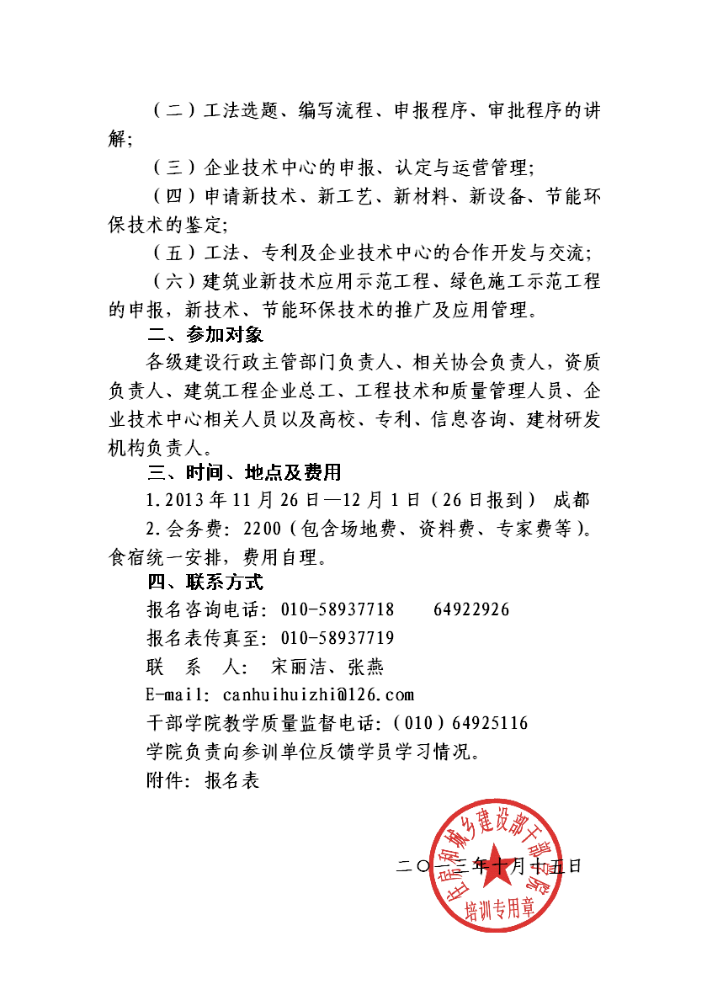 （二）工法选题、编写流程、申报程序、审批程序的讲
解；
（三）企业技术中心的申报、认定与运营管理；
（四）申请新技术、新工艺、新材料、新设备、节能环
保技术的鉴定；
（五）工法、专利及企业技术中心的合作开发与交流；
（六）建筑业新技术应用示范工程、绿色施工示范工程
的申报，新技术、节能环保技术的推广及应用管理。
二、参加对象
各级建设行政主管部门负责人、相关协会负责人，资质
负责人、建筑工程企业总工、工程技术和质量管理人员、企
业技术中心相关人员以及高校、专利、信息咨询、建材研发
机构负责人。
三、时间、地点及费用
1.2013年11月26日—12月1日（26日报到） 成都
2.会务费：2200（包含场地费、资料费、专家费等）。
食宿统一安排，费用自理。
四、联系方式
报名咨询电话：010-58937718　64922926
报名表传真至：010-58937719
联　系　人：　宋丽洁、张燕
E-mail：canhuihuizhi@126.com
干部学院教学质量监督电话：（010）64925116
学院负责向参训单位反馈学员学习情况。
附件：报名表
住房和城乡建设部干部学院
二〇一三年十月十五日
培训专用章